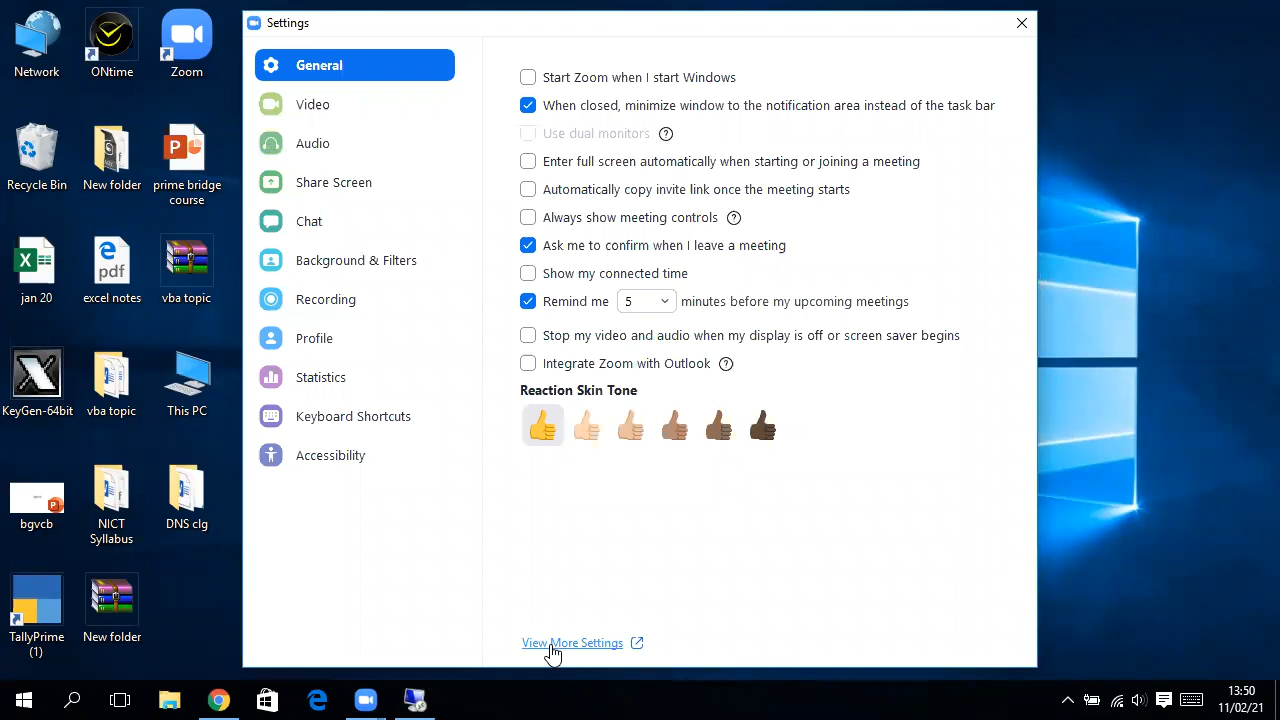 Network
ONtime
Zoom
Recycle Bin
New folder
prime bridge
course
jan 20
pdf
excel notes
vba topic
KeyGen-64bit
vba topic
This PC
bgvcb
NICT
Syllabus
DNS clg
TallyPrime
(1)
New folder
Settings
General
Video
Audio
Share Screen
Chat
Background & Filters
Recording
Profile
Statistics
Keyboard Shortcuts
Accessibility
Start Zoom when I start Windows
When closed, minimize window to the notification area instead of the task bar
Use dual monitors
Enter full screen automatically when starting or joining a meeting
Automatically copy invite link once the meeting starts
Always show meeting controls
Ask me to confirm when I leave a meeting
Show my connected time
Remind me 5 minutes before my upcoming meetings
Stop my video and audio when my display is off or screen saver begins
Integrate Zoom with Outlook
Reaction Skin Tone
View More Settings
13:50
11/02/21